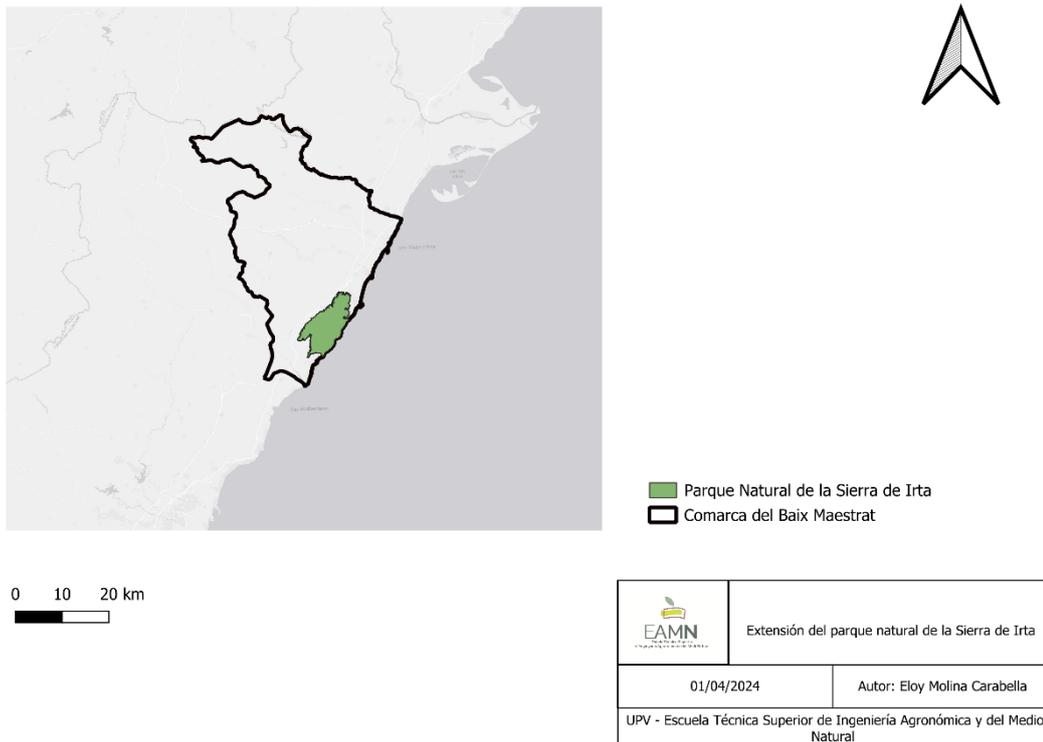 Parque Natural de la Sierra de Irta
Comarca del Baix Maestrat
0 10 20 km
EAMN
Extensión del parque natural de la Sierra de Irta
01/04/2024
Autor: Eloy Molina Carabella
UPV - Escuela Técnica Superior de Ingeniería Agronómica y del Medio
Natural